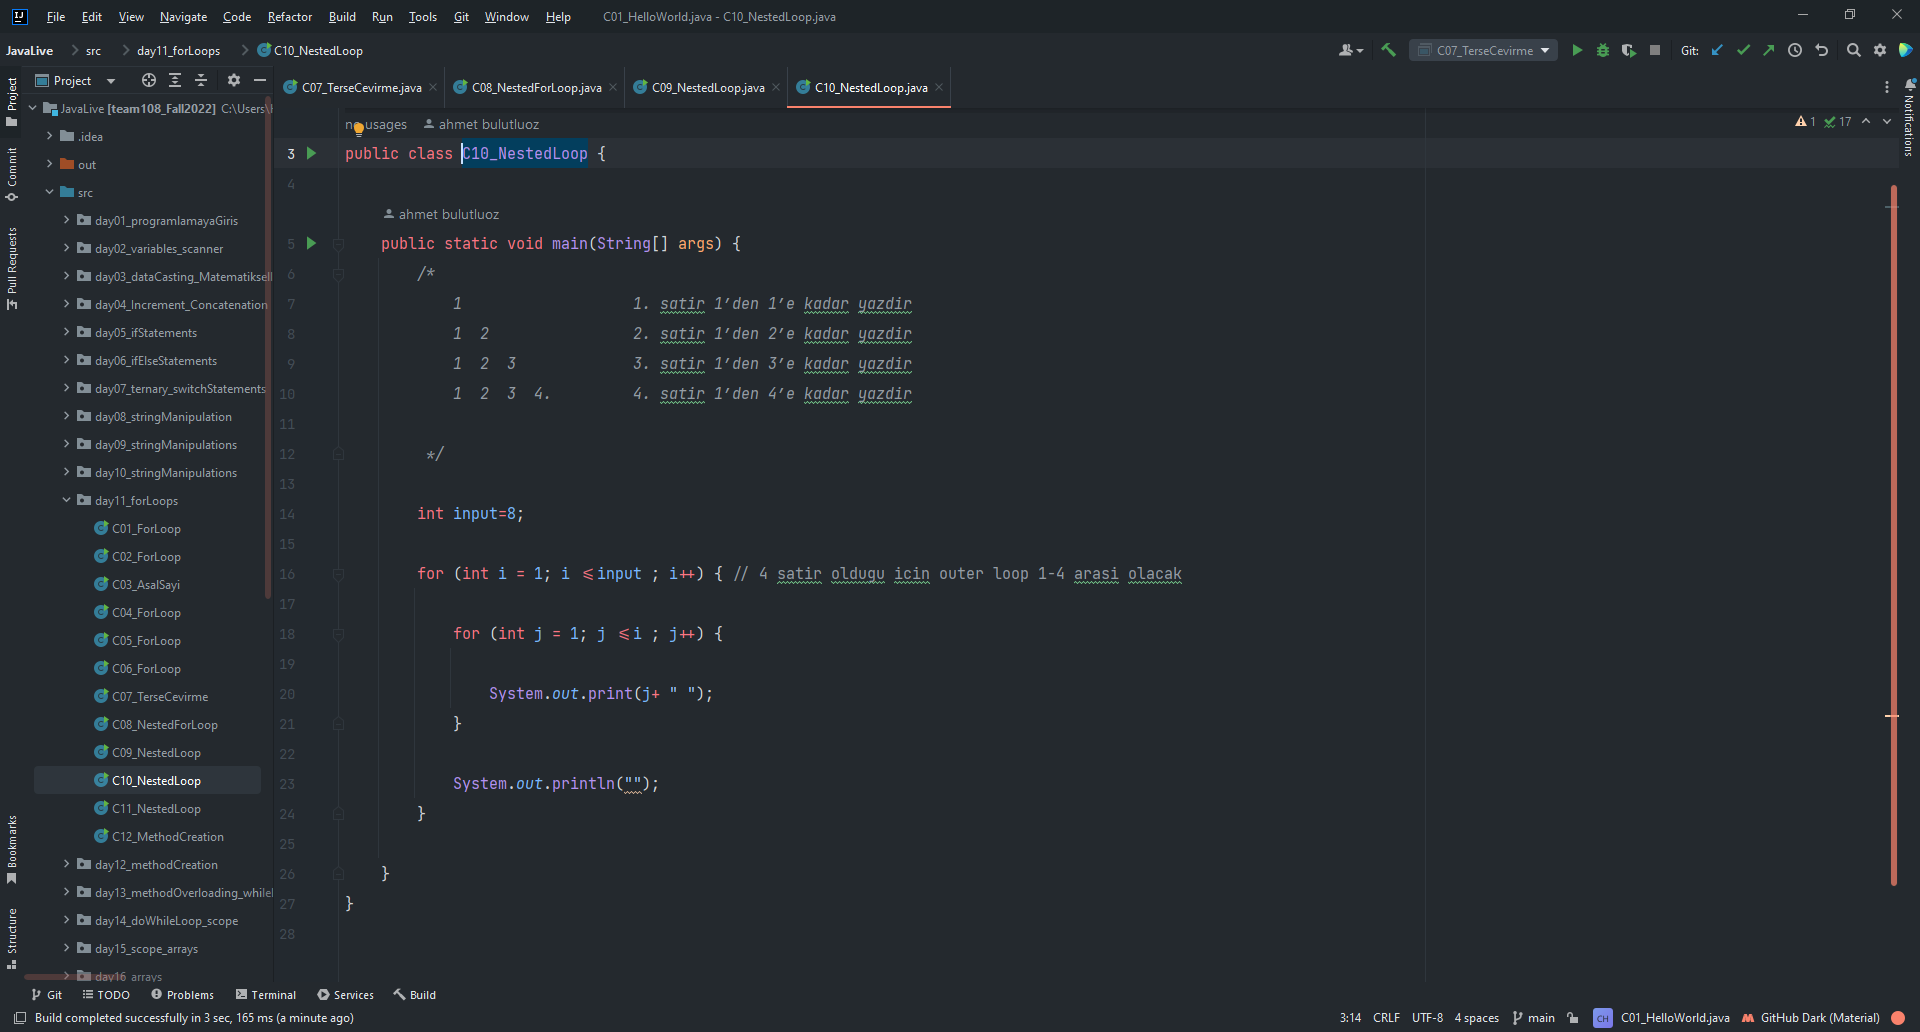 File Edit View Navigate Code Refactor Build Run Tools Git Window Help C01_HelloWorld.java - C10_NestedLoop.java
JavaLive src day11_forLoops C10_NestedLoop C07_TerseCevirme Git:
Project
Commit
Pull Requests
Bookmarks
Structure
Notifications
Project
JavaLive [team108_Fall2022] C:\Users\
.idea
out
src
day01_programlamayaGiris
day02_variables_scanner
day03_dataCasting_Matematiksel
day04_Increment_Concatenation
day05_ifStatements
day06_ifElseStatements
day07_ternary_switchStatements
day08_stringManipulation
day09_stringManipulations
day10_stringManipulations
day11_forLoops
C01_ForLoop
C02_ForLoop
C03_AsalSayi
C04_ForLoop
C05_ForLoop
C06_ForLoop
C07_TerseCevirme
C08_NestedForLoop
C09_NestedLoop
C10_NestedLoop
C11_NestedLoop
C12_MethodCreation
day12_methodCreation
day13_methodOverloading_while
day14_doWhileLoop_scope
day15_scope_arrays
day16_arrays
C07_TerseCevirme.java C08_NestedForLoop.java C09_NestedLoop.java C10_NestedLoop.java
no usages ahmet bulutluoz 1 17
3 public class C10_NestedLoop {
4
ahmet bulutluoz
5 public static void main(String[] args) {
6 /*
7 1 1. satir 1'den 1'e kadar yazdir
8 1 2 2. satir 1'den 2'e kadar yazdir
9 1 2 3 3. satir 1'den 3'e kadar yazdir
10 1 2 3 4. 4. satir 1'den 4'e kadar yazdir
11
12 */
13
14 int input=8;
15
16 for (int i = 1; i <=input ; i++) { // 4 satir oldugu icin outer loop 1-4 arasi olacak
17
18 for (int j = 1; j <=i ; j++) {
19
20 System.out.print(j+ " ");
21 }
22
23 System.out.println("");
24 }
25
26 }
27 }
28
Git TODO Problems Terminal Services Build
Build completed successfully in 3 sec, 165 ms (a minute ago) 3:14 CRLF UTF-8 4 spaces main CH C01_HelloWorld.java GitHub Dark (Material)